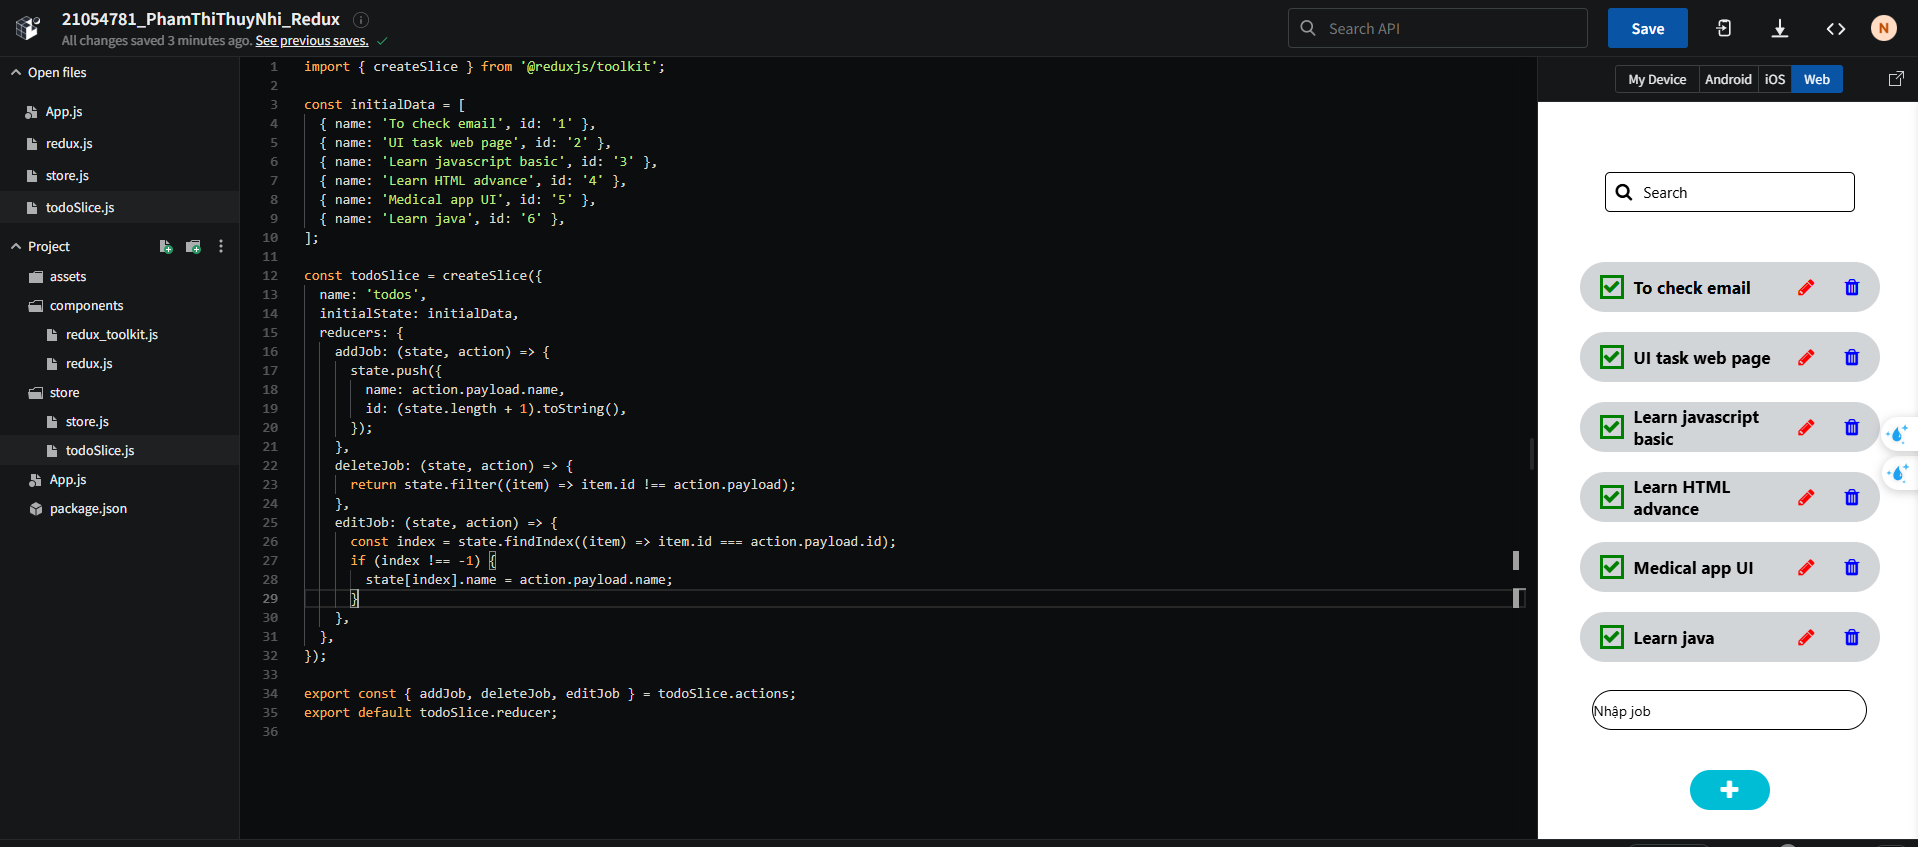 21054781_PhamThiThuyNhi_Redux
All changes saved 3 minutes ago. See previous saves.
Search API
Save
N
Open files
App.js
redux.js
store.js
todoSlice.js
Project
assets
components
redux_toolkit.js
redux.js
store
store.js
todoSlice.js
App.js
package.json
1 import { createSlice } from '@reduxjs/toolkit';
2
3 const initialData = [
4 { name: 'To check email', id: '1' },
5 { name: 'UI task web page', id: '2' },
6 { name: 'Learn javascript basic', id: '3' },
7 { name: 'Learn HTML advance', id: '4' },
8 { name: 'Medical app UI', id: '5' },
9 { name: 'Learn java', id: '6' },
10 ];
11
12 const todoSlice = createSlice({
13 name: 'todos',
14 initialState: initialData,
15 reducers: {
16 addJob: (state, action) => {
17 state.push({
18 name: action.payload.name,
19 id: (state.length + 1).toString(),
20 });
21 },
22 deleteJob: (state, action) => {
23 return state.filter((item) => item.id !== action.payload);
24 },
25 editJob: (state, action) => {
26 const index = state.findIndex((item) => item.id === action.payload.id);
27 if (index !== -1) {
28 state[index].name = action.payload.name;
29 }
30 },
31 },
32 });
33
34 export const { addJob, deleteJob, editJob } = todoSlice.actions;
35 export default todoSlice.reducer;
36
My Device Android iOS Web
Search
To check email
UI task web page
Learn javascript
basic
Learn HTML
advance
Medical app UI
Learn java
Nhập job